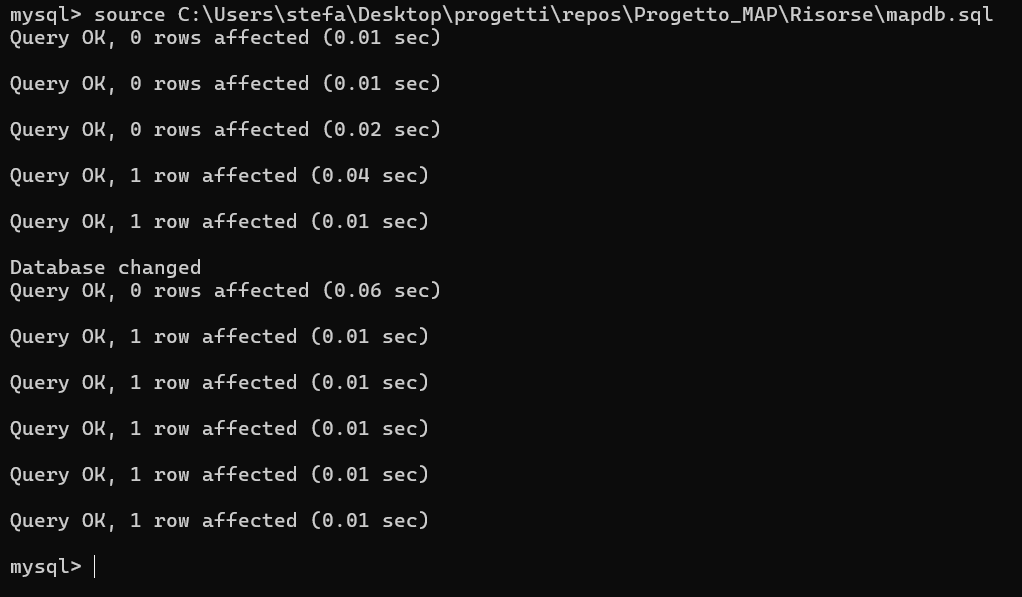 mysql> source C:\Users\stefa\Desktop\progetti\repos\Progetto_MAP\Risorse\mapdb.sql
Query OK, 0 rows affected (0.01 sec)
Query OK, 0 rows affected (0.01 sec)
Query OK, 0 rows affected (0.02 sec)
Query OK, 1 row affected (0.04 sec)
Query OK, 1 row affected (0.01 sec)
Database changed
Query OK, 0 rows affected (0.06 sec)
Query OK, 1 row affected (0.01 sec)
Query OK, 1 row affected (0.01 sec)
Query OK, 1 row affected (0.01 sec)
Query OK, 1 row affected (0.01 sec)
Query OK, 1 row affected (0.01 sec)
mysql>